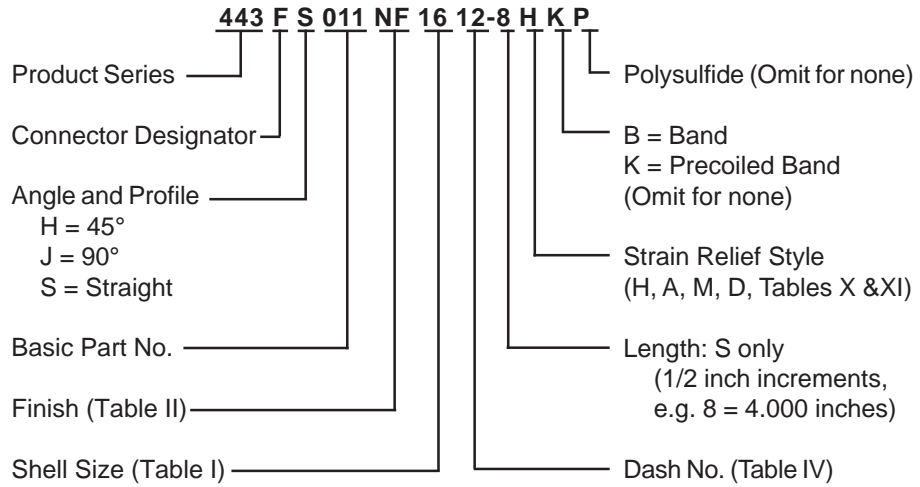 443 F S 011 NF 16 12-8 H K P
Product Series
Connector Designator
Angle and Profile
H = 45°
J = 90°
S = Straight
Basic Part No.
Finish (Table II)
Shell Size (Table I)
Polysulfide (Omit for none)
B = Band
K = Precoiled Band
(Omit for none)
Strain Relief Style
(H, A, M, D, Tables X &XI)
Length: S only
(1/2 inch increments,
e.g. 8 = 4.000 inches)
Dash No. (Table IV)